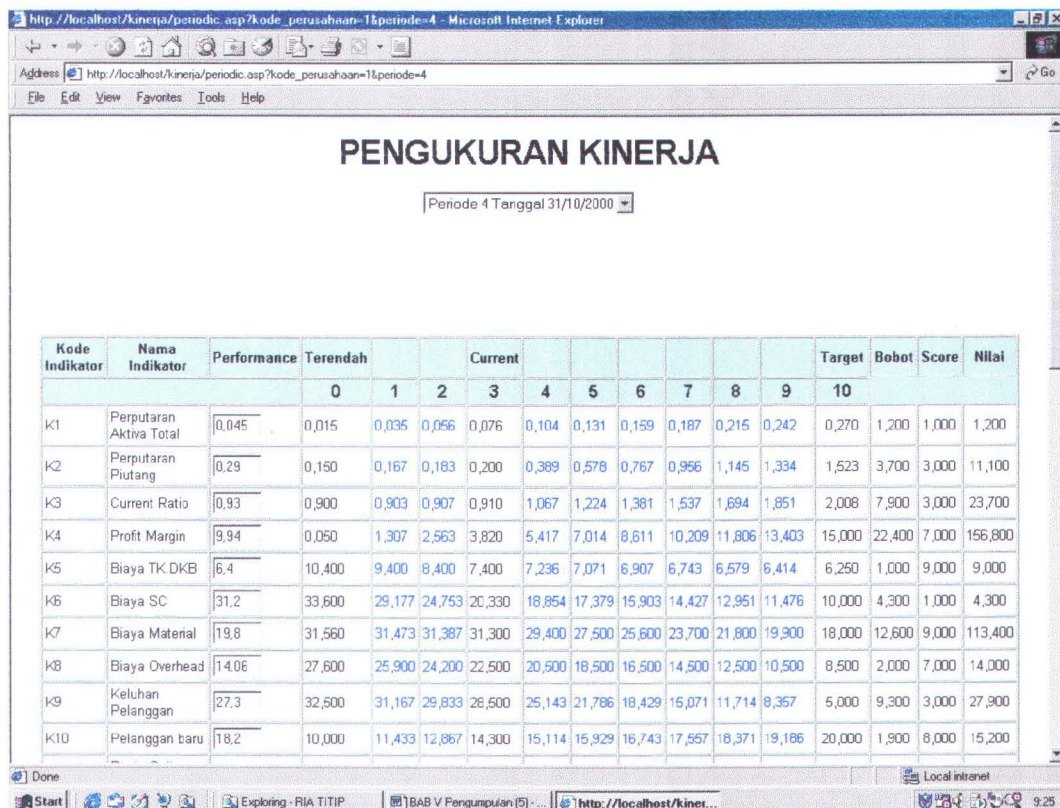 http://localhost/kinerja/periodic.asp?kode_perusahaan=1&periode=4 - Microsoft Internet Explorer
Address http://localhost/kinerja/periodic.asp?kode_perusahaan=1&periode=4 Go
File Edit View Favorites Tools Help
PENGUKURAN KINERJA
Periode 4 Tanggal 31/10/2000
Kode Indikator Nama Indikator Performance Terendah Current Target Bobot Score Nilai
0 1 2 3 4 5 6 7 8 9 10
K1 Perputaran Aktiva Total 0,045 0,015 0,035 0,056 0,076 0,104 0,131 0,159 0,187 0,215 0,242 0,270 1,200 1,000 1,200
K2 Perputaran Piutang 0,29 0,150 0,167 0,183 0,200 0,389 0,578 0,767 0,956 1,145 1,334 1,523 3,700 3,000 11,100
K3 Current Ratio 0,93 0,900 0,903 0,907 0,910 1,067 1,224 1,381 1,537 1,694 1,851 2,008 7,900 3,000 23,700
K4 Profit Margin 9,94 0,050 1,307 2,563 3,820 5,417 7,014 8,611 10,209 11,806 13,403 15,000 22,400 7,000 156,800
K5 Biaya TK DKB 6,4 10,400 9,400 8,400 7,400 7,236 7,071 6,907 6,743 6,579 6,414 6,250 1,000 9,000 9,000
K6 Biaya SC 31,2 33,600 29,177 24,753 20,330 18,854 17,379 15,903 14,427 12,951 11,476 10,000 4,300 1,000 4,300
K7 Biaya Material 19,8 31,560 31,473 31,387 31,300 29,400 27,500 25,600 23,700 21,800 19,900 18,000 12,600 9,000 113,400
K8 Biaya Overhead 14,06 27,600 25,900 24,200 22,500 20,500 18,500 16,500 14,500 12,500 10,500 8,500 2,000 7,000 14,000
K9 Keluhan Pelanggan 27,3 32,500 31,167 29,833 28,500 25,143 21,786 18,429 15,071 11,714 8,357 5,000 9,300 3,000 27,900
K10 Pelanggan baru 18,2 10,000 11,433 12,867 14,300 15,114 15,929 16,743 17,557 18,371 19,186 20,000 1,900 8,000 15,200
Done Local intranet
Start Exploring - RIA TITIP BAB V Pengumpulan (5) - ... http://localhost/kiner... 9:25